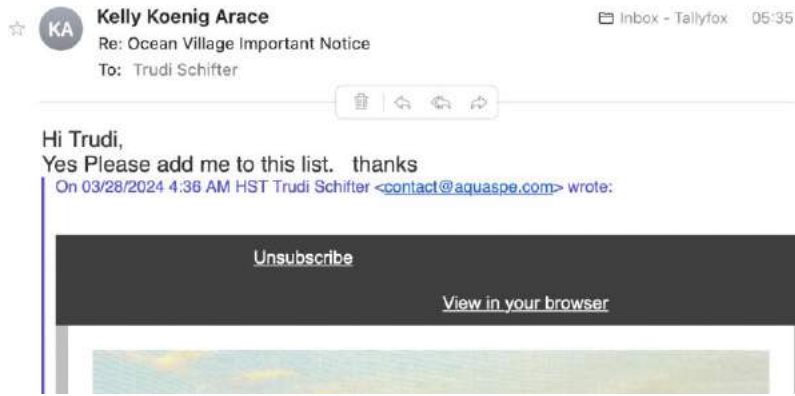 KA
Kelly Koenig Arace
Inbox - Tallyfox 05:35
Re: Ocean Village Important Notice
To: Trudi Schifter
Hi Trudi,
Yes Please add me to this list. thanks
On 03/28/2024 4:36 AM HST Trudi Schifter <contact@aquaspe.com> wrote:
Unsubscribe
View in your browser